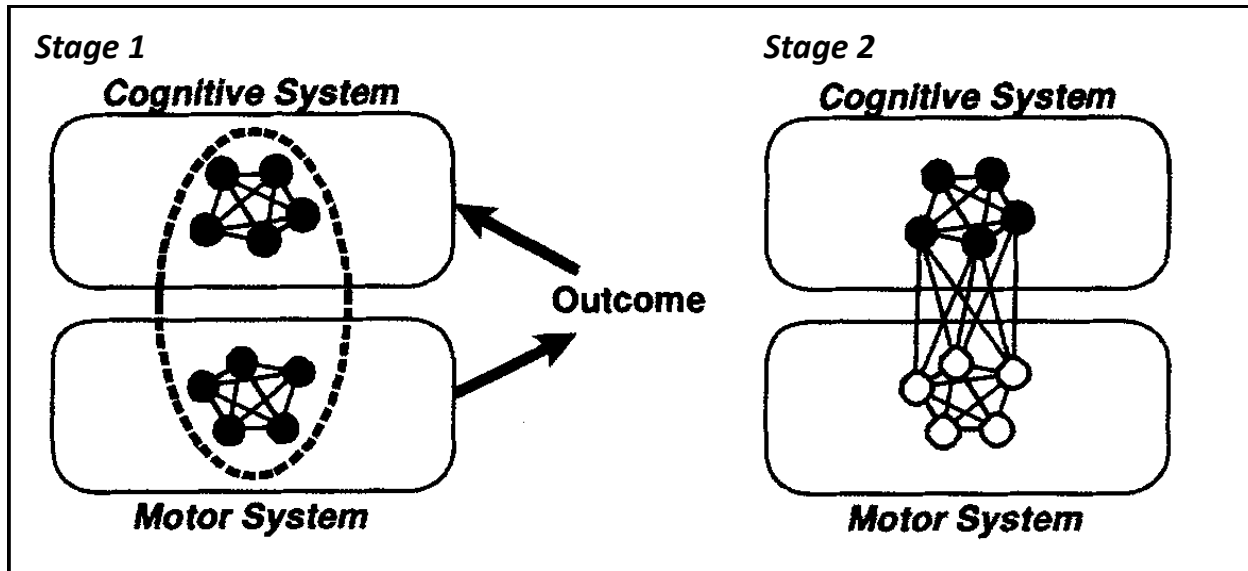 Stage 1
Cognitive System
Outcome
Motor System
Stage 2
Cognitive System
Motor System